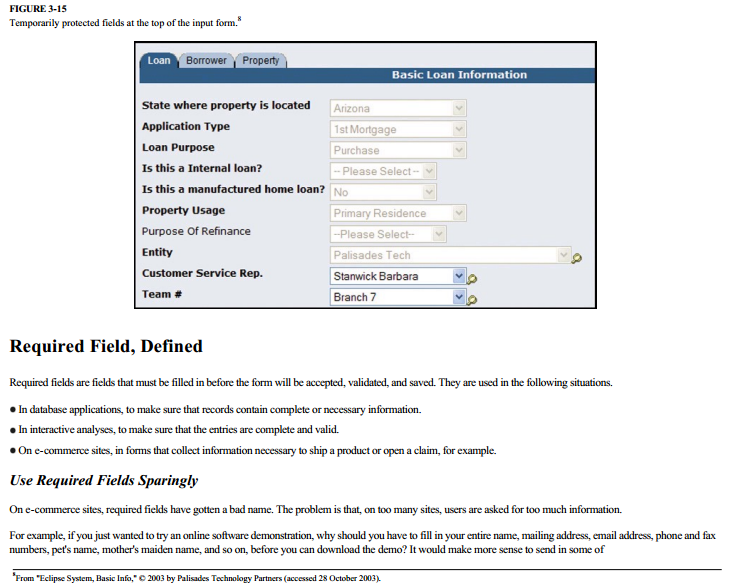 FIGURE 3-15
Temporarily protected fields at the top of the input form.8
Loan Borrower Property
Basic Loan Information
State where property is located Arizona
Application Type 1st Mortgage
Loan Purpose Purchase
Is this a Internal loan? -- Please Select --
Is this a manufactured home loan? No
Property Usage Primary Residence
Purpose Of Refinance --Please Select--
Entity Palisades Tech
Customer Service Rep. Stanwick Barbara
Team # Branch 7
Required Field, Defined
Required fields are fields that must be filled in before the form will be accepted, validated, and saved. They are used in the following situations.
● In database applications, to make sure that records contain complete or necessary information.
● In interactive analyses, to make sure that the entries are complete and valid.
● On e-commerce sites, in forms that collect information necessary to ship a product or open a claim, for example.
Use Required Fields Sparingly
On e-commerce sites, required fields have gotten a bad name. The problem is that, on too many sites, users are asked for too much information.
For example, if you just wanted to try an online software demonstration, why should you have to fill in your entire name, mailing address, email address, phone and fax
numbers, pet's name, mother's maiden name, and so on, before you can download the demo? It would make more sense to send in some of
8From "Eclipse System, Basic Info," © 2003 by Palisades Technology Partners (accessed 28 October 2003).